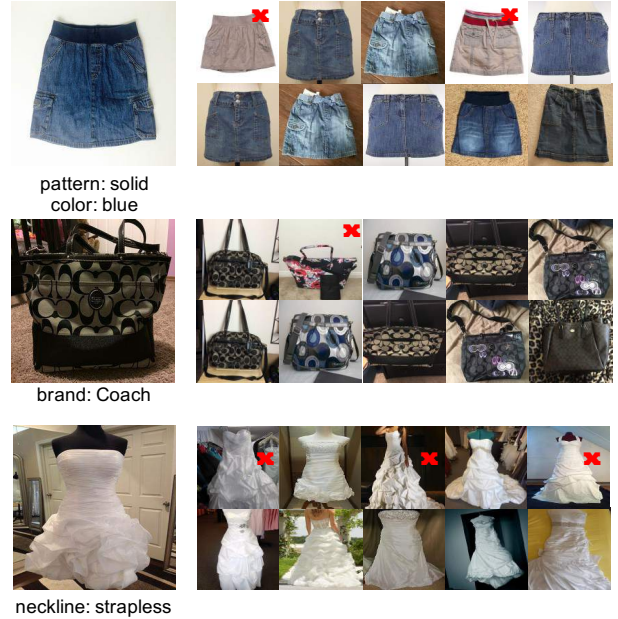 pattern: solid
color: blue
brand: Coach
neckline: strapless